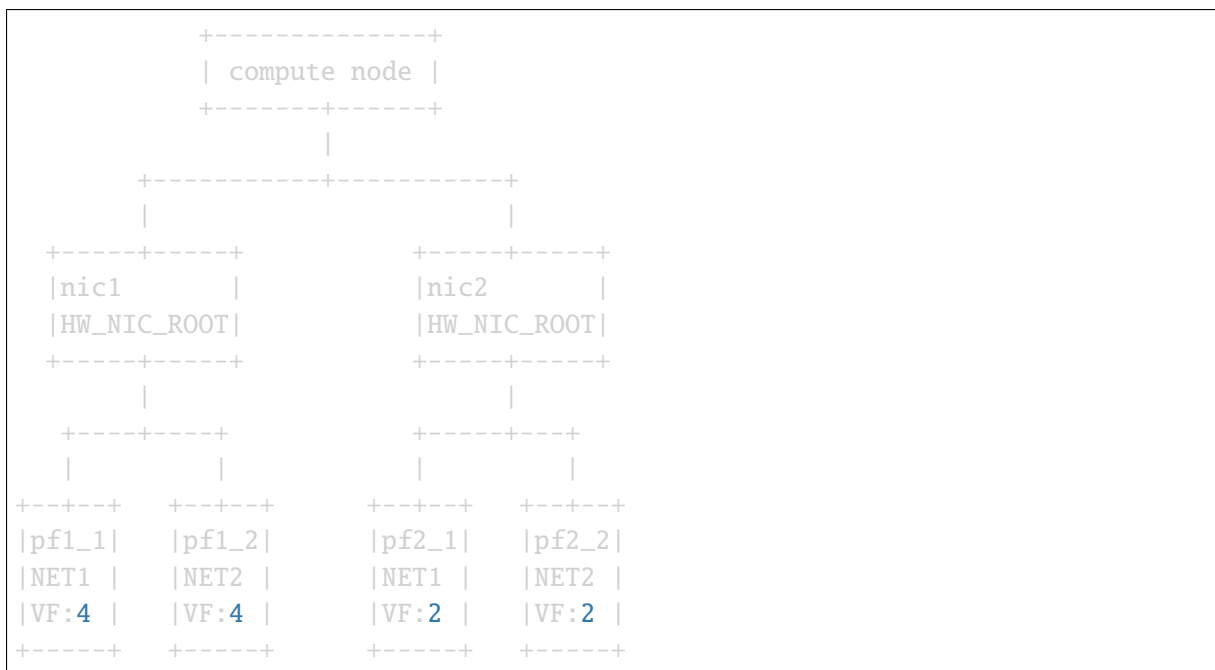 +--------------+
| compute node |
+-------+------+
|
+-----------+-----------+
| |
+-----+-----+ +-----+-----+
|nic1 | |nic2 |
|HW_NIC_ROOT| |HW_NIC_ROOT|
+-----+-----+ +-----+-----+
| |
+----+----+ +-----+---+
| | | |
+--+--+ +--+--+ +--+--+ +--+--+
|pf1_1| |pf1_2| |pf2_1| |pf2_2|
|NET1 | |NET2 | |NET1 | |NET2 |
|VF:4 | |VF:4 | |VF:2 | |VF:2 |
+-----+ +-----+ +-----+ +-----+